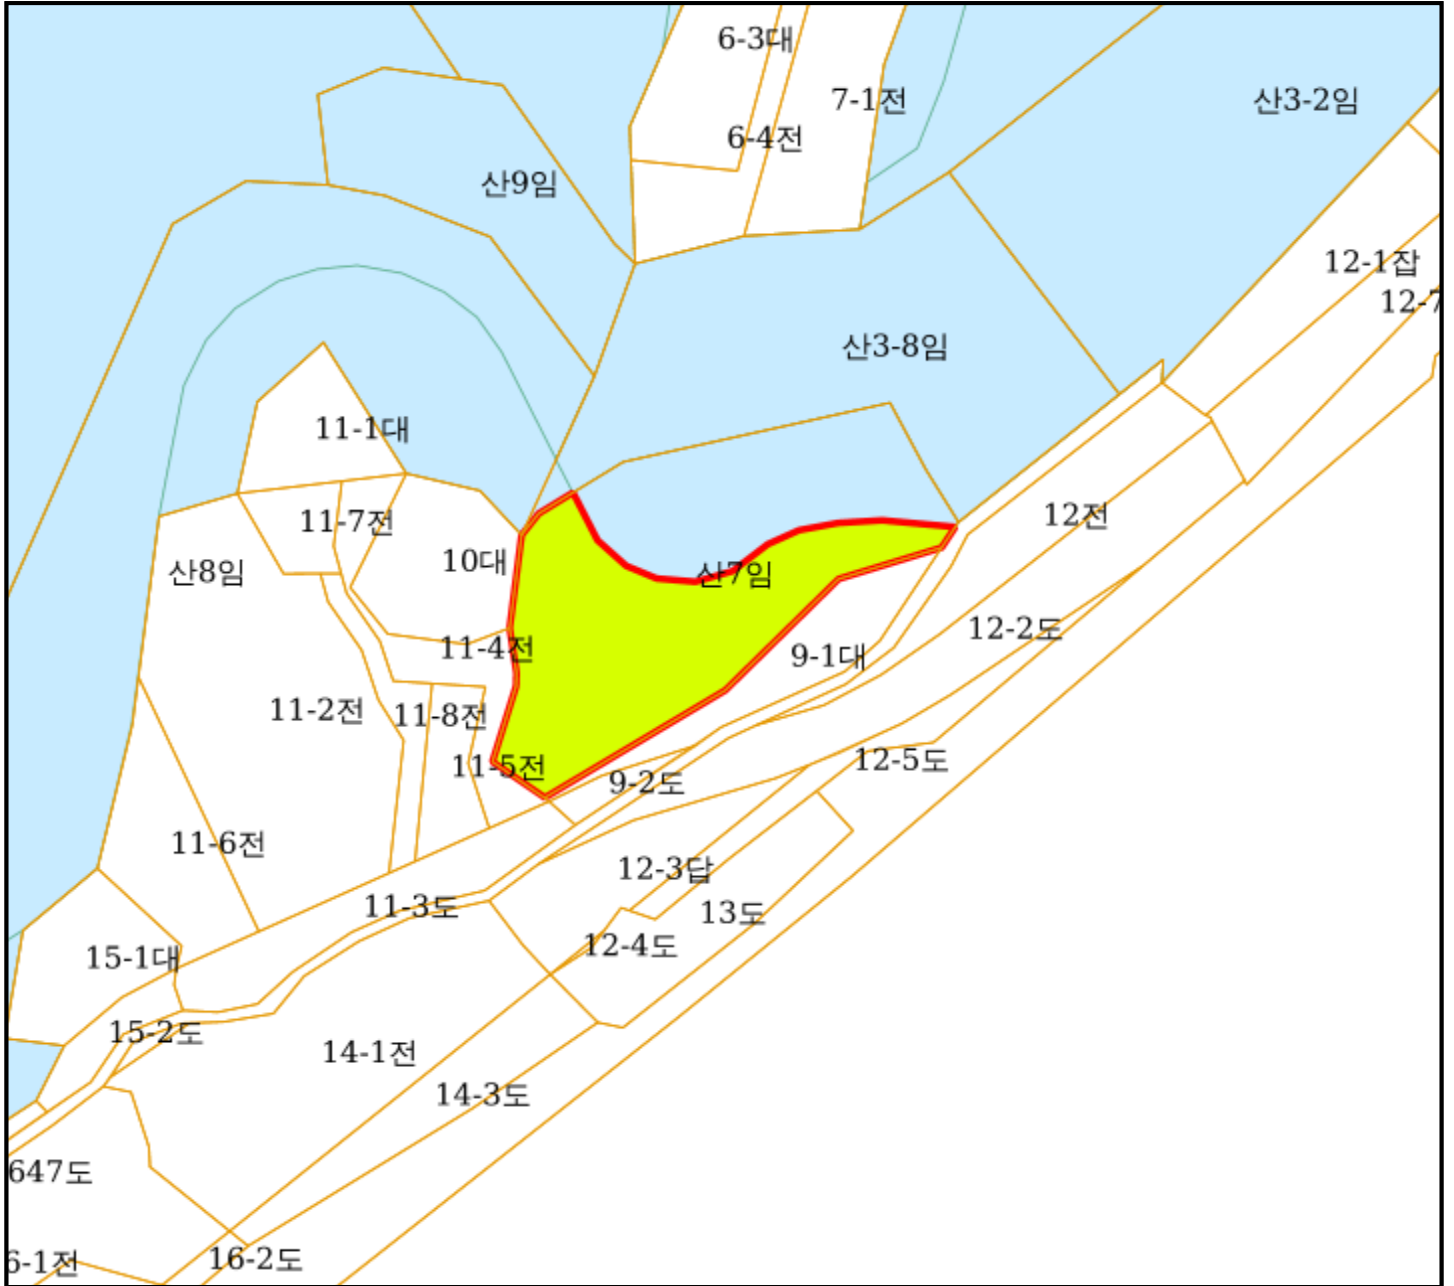 6-3대
7-1전
산3-2임
6-4전
산9임
12-1잡
12-7
산3-8임
11-1대
11-7전
12전
10대
산8임
산7임
12-2도
11-4전
9-1대
11-2전
11-8전
11-5전
12-5도
9-2도
11-6전
12-3답
11-3도
13도
12-4도
15-1대
15-2도
14-1전
14-3도
647도
16-2도
6-1전